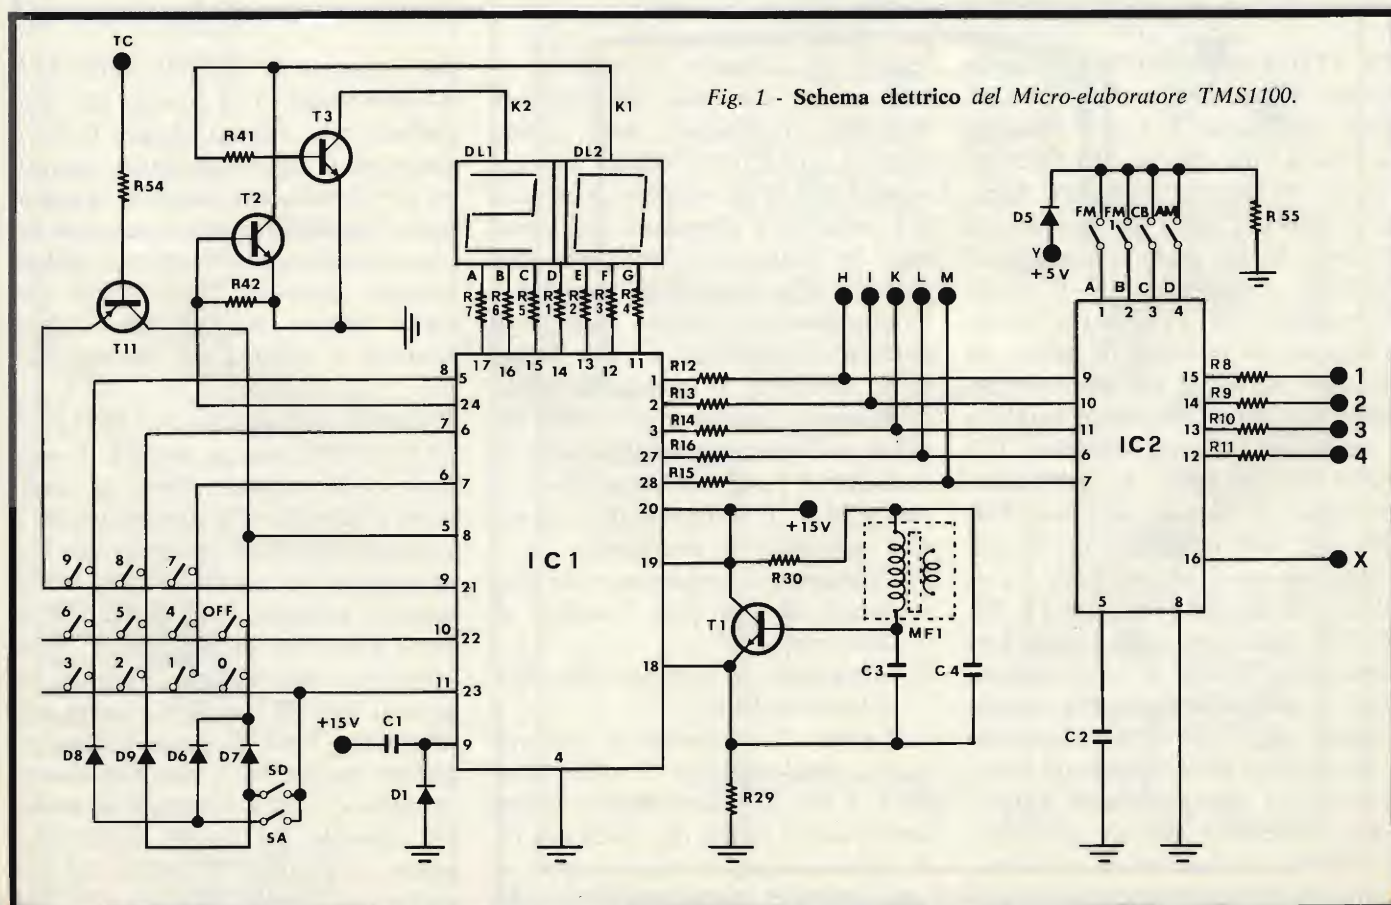 TC
Fig. 1 - Schema elettrico del Micro-elaboratore TMS1100.
K2 K1
T3
R41
DL1 DL2
R54
T2
R42
T11
A B C D E F G
R7 R6 R5 R1 R2 R3 R4
17 16 15 14 13 12 11
H I K L M
D5
Y
+5V
FM FM1 CB AM
R55
A B C D
1 2 3 4
8 5
24
7 6
6 7
5 8
9 21
10 22
11 23
9
4
IC1
1 R12
2 R13
3 R14
27 R16
28 R15
20
19
18
+15V
R30
T1
MF1
C3 C4
R29
9
10
11
6
7
IC2
15 R8 1
14 R9 2
13 R10 3
12 R11 4
16 X
5 8
C2
9 8 7
6 5 4 OFF
3 2 1 0
+15V C1
D1
D8 D9 D6 D7
SD
SA